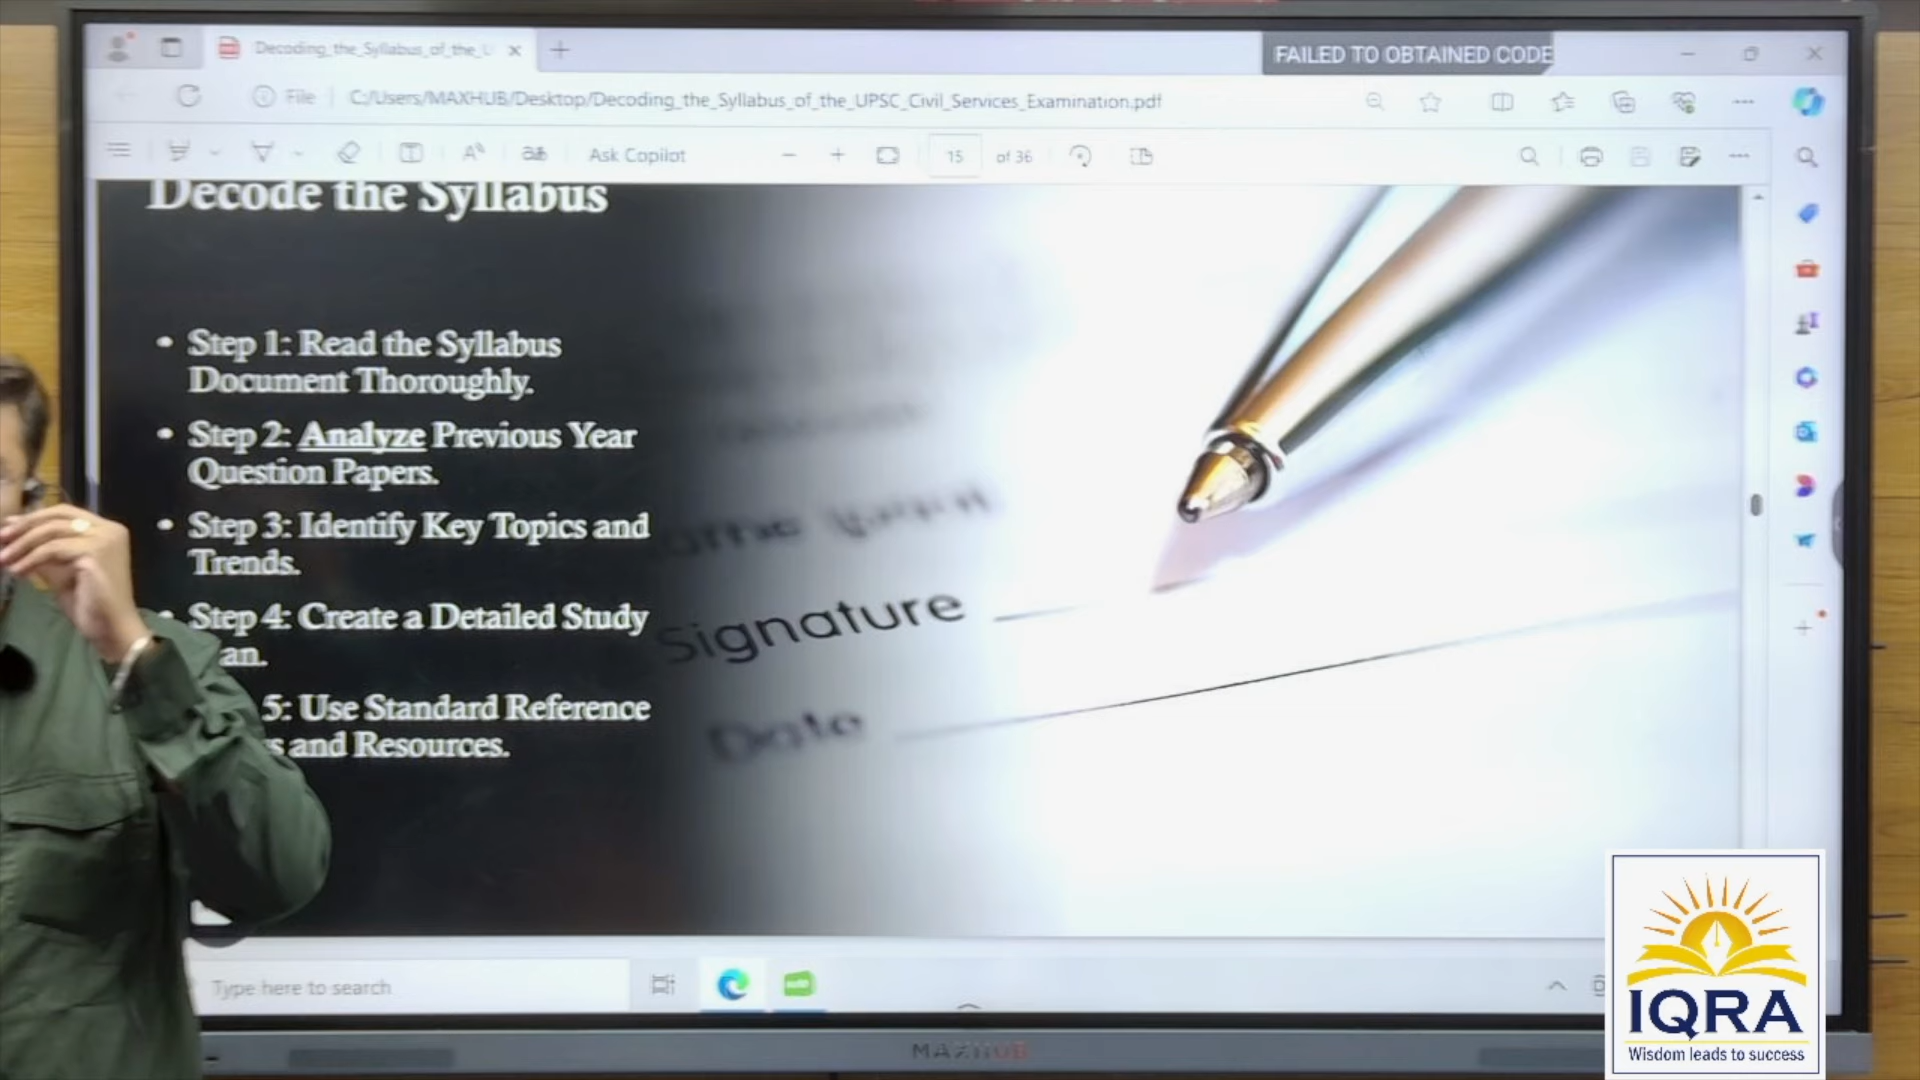 Decoding_the_Syllabus_of_the_U
FAILED TO OBTAINED CODE
File
C:/Users/MAXHUB/Desktop/Decoding_the_Syllabus_of_the_UPSC_Civil_Services_Examination.pdf
Ask Copilot
15 of 36
Decode the Syllabus
• Step 1: Read the Syllabus
Document Thoroughly.
• Step 2: Analyze Previous Year
Question Papers.
• Step 3: Identify Key Topics and
Trends.
• Step 4: Create a Detailed Study
an.
5: Use Standard Reference
s and Resources.
Signature
Date
Type here to search
MAXHUB
IQRA
Wisdom leads to success